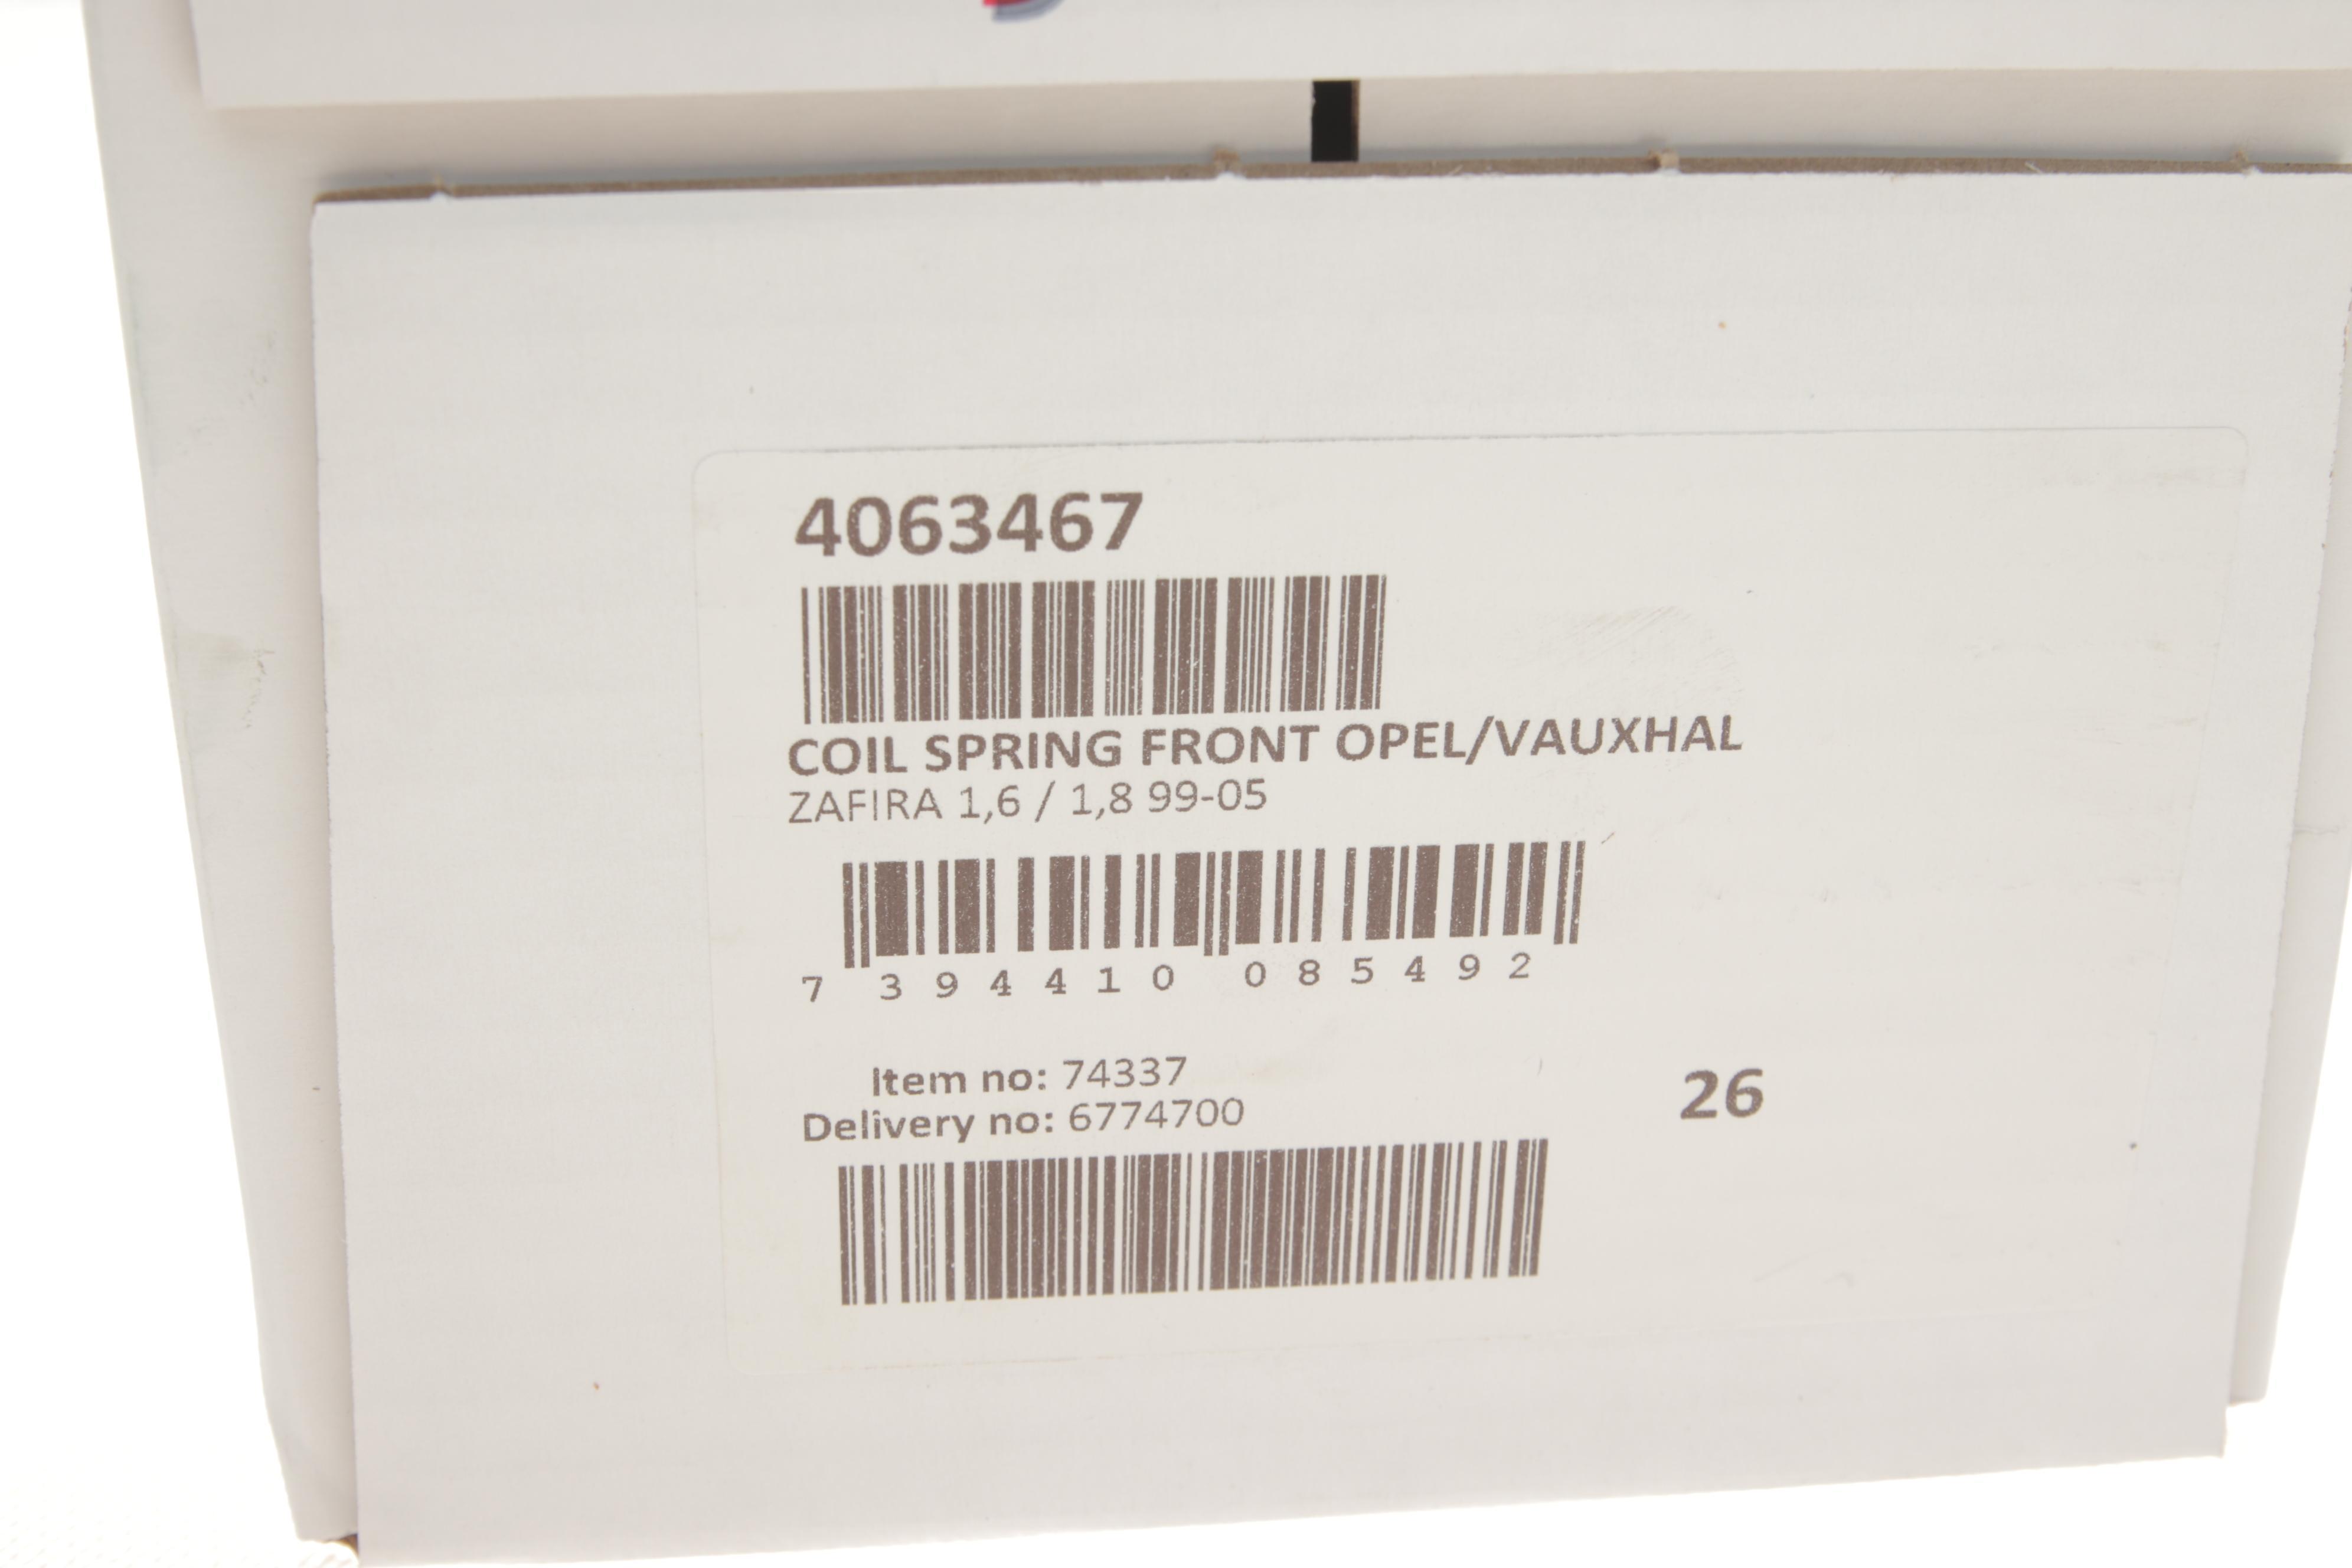 4063467
COIL SPRING FRONT OPEL/VAUXHAL
ZAFIRA 1,6 / 1,8 99-05
7 394410 085492
Item no: 74337
Delivery no: 6774700
26